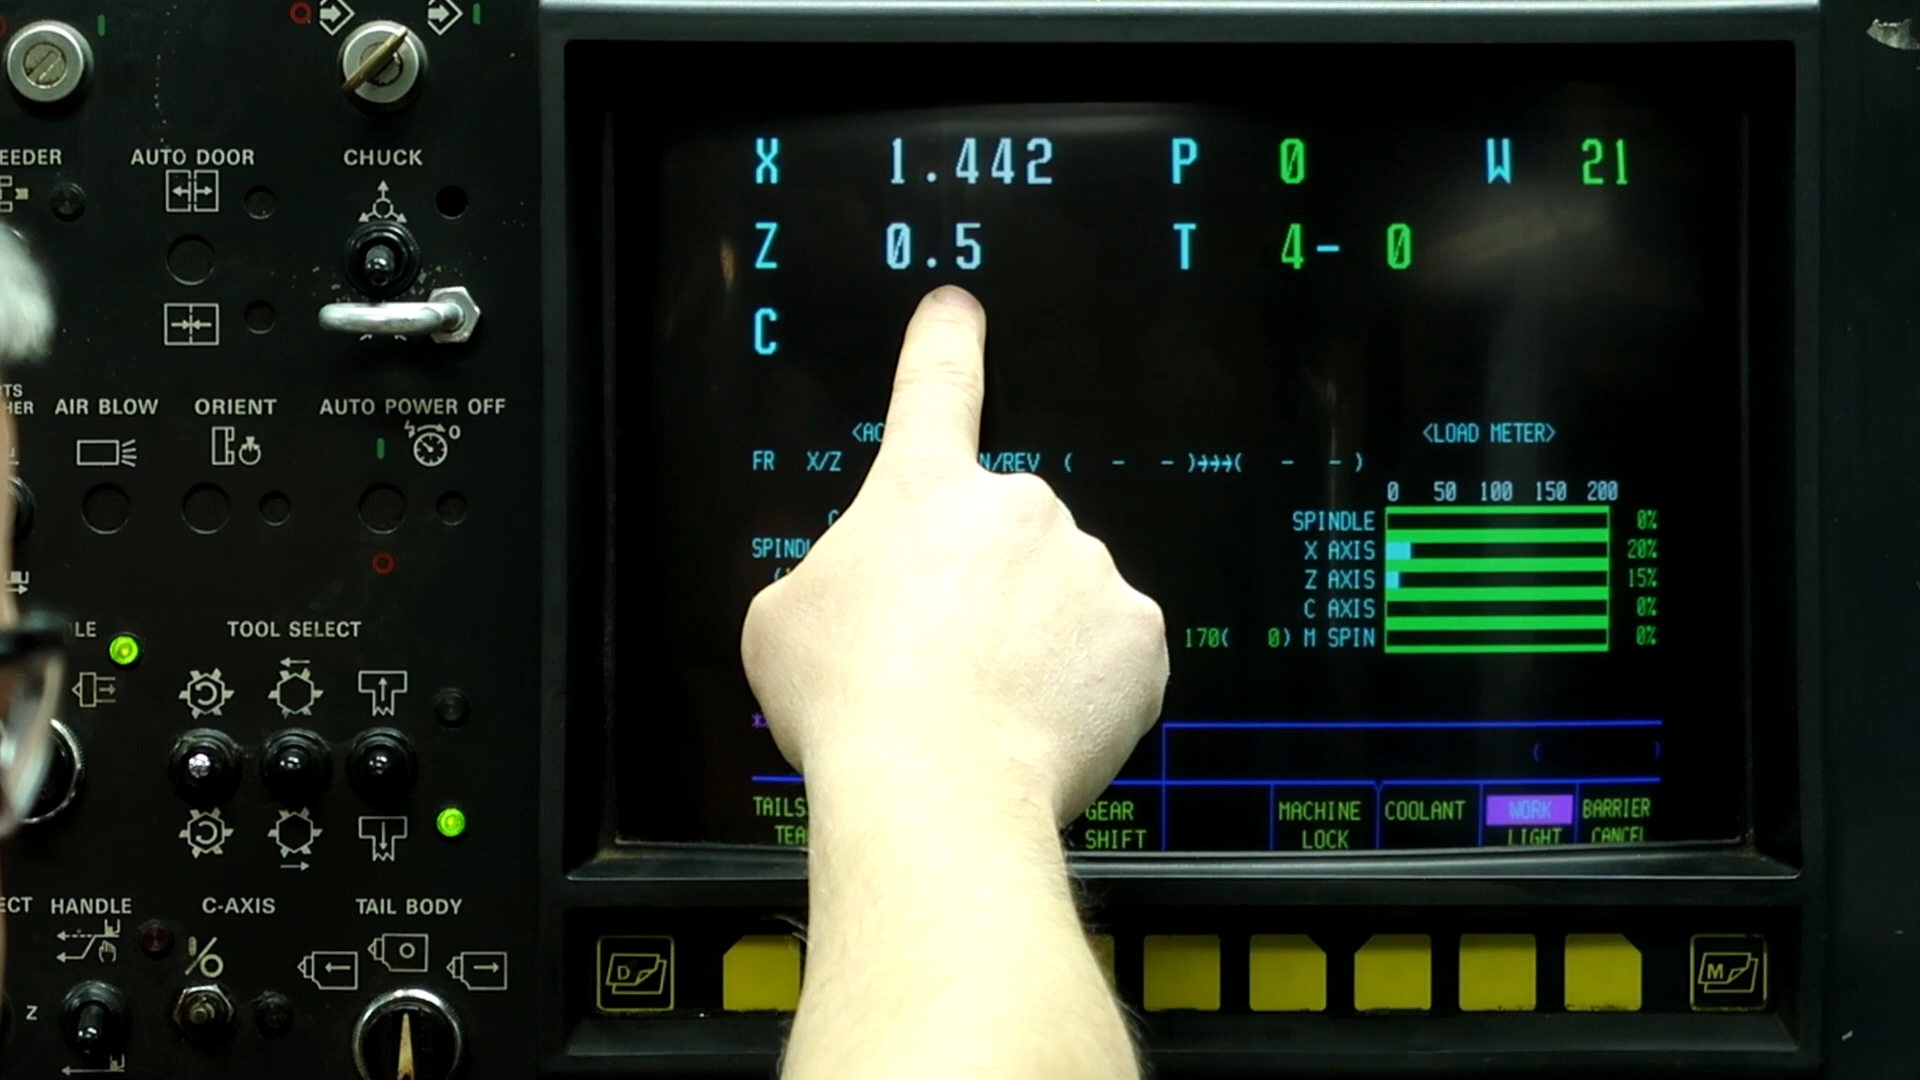 EEDER
AUTO DOOR
CHUCK
AIR BLOW
ORIENT
AUTO POWER OFF
TOOL SELECT
HANDLE
C-AXIS
TAIL BODY
Z
X 1.442 P 0 W 21
Z 0.5 T 4- 0
C
<LOAD METER>
FR X/Z N/REV ( - - )→→→( - - )
0 50 100 150 200
SPINDLE 0%
X AXIS 20%
Z AXIS 15%
C AXIS 0%
170( 0) M SPIN 0%
GEAR SHIFT
MACHINE LOCK
COOLANT
WORK LIGHT
BARRIER CANCEL
D
M